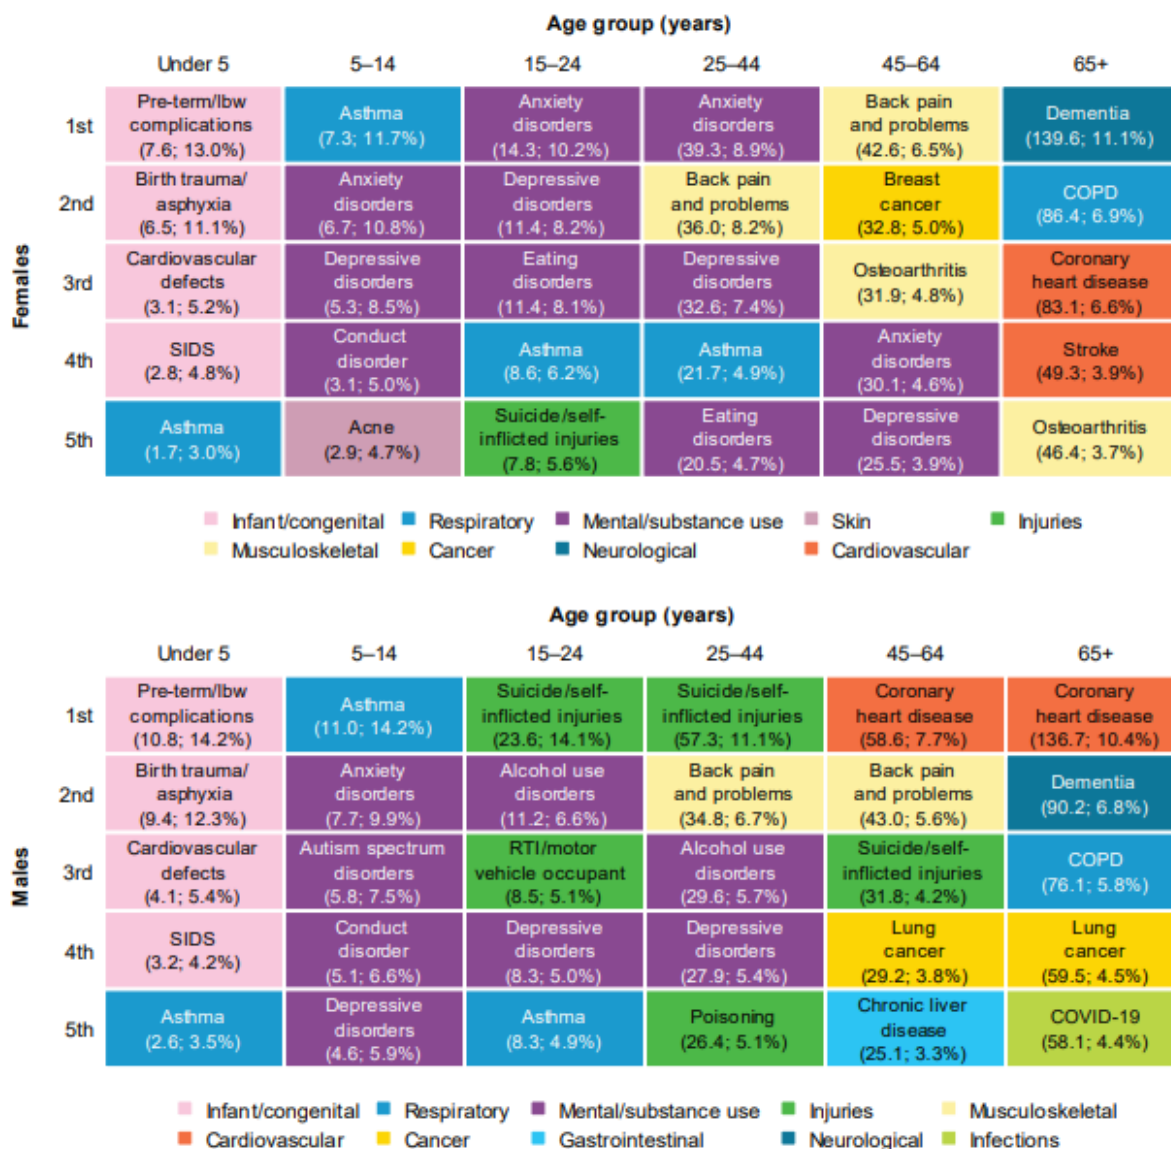 Age group (years)
Under 5 5–14 15–24 25–44 45–64 65+
Females
1st
Pre-term/lbw
complications
(7.6; 13.0%)
Asthma
(7.3; 11.7%)
Anxiety
disorders
(14.3; 10.2%)
Anxiety
disorders
(39.3; 8.9%)
Back pain
and problems
(42.6; 6.5%)
Dementia
(139.6; 11.1%)
2nd
Birth trauma/
asphyxia
(6.5; 11.1%)
Anxiety
disorders
(6.7; 10.8%)
Depressive
disorders
(11.4; 8.2%)
Back pain
and problems
(36.0; 8.2%)
Breast
cancer
(32.8; 5.0%)
COPD
(86.4; 6.9%)
3rd
Cardiovascular
defects
(3.1; 5.2%)
Depressive
disorders
(5.3; 8.5%)
Eating
disorders
(11.4; 8.1%)
Depressive
disorders
(32.6; 7.4%)
Osteoarthritis
(31.9; 4.8%)
Coronary
heart disease
(83.1; 6.6%)
4th
SIDS
(2.8; 4.8%)
Conduct
disorder
(3.1; 5.0%)
Asthma
(8.6; 6.2%)
Asthma
(21.7; 4.9%)
Anxiety
disorders
(30.1; 4.6%)
Stroke
(49.3; 3.9%)
5th
Asthma
(1.7; 3.0%)
Acne
(2.9; 4.7%)
Suicide/self-
inflicted injuries
(7.8; 5.6%)
Eating
disorders
(20.5; 4.7%)
Depressive
disorders
(25.5; 3.9%)
Osteoarthritis
(46.4; 3.7%)
Infant/congenital Respiratory Mental/substance use Skin Injuries
Musculoskeletal Cancer Neurological Cardiovascular
Age group (years)
Under 5 5–14 15–24 25–44 45–64 65+
Males
1st
Pre-term/lbw
complications
(10.8; 14.2%)
Asthma
(11.0; 14.2%)
Suicide/self-
inflicted injuries
(23.6; 14.1%)
Suicide/self-
inflicted injuries
(57.3; 11.1%)
Coronary
heart disease
(58.6; 7.7%)
Coronary
heart disease
(136.7; 10.4%)
2nd
Birth trauma/
asphyxia
(9.4; 12.3%)
Anxiety
disorders
(7.7; 9.9%)
Alcohol use
disorders
(11.2; 6.6%)
Back pain
and problems
(34.8; 6.7%)
Back pain
and problems
(43.0; 5.6%)
Dementia
(90.2; 6.8%)
3rd
Cardiovascular
defects
(4.1; 5.4%)
Autism spectrum
disorders
(5.8; 7.5%)
RTI/motor
vehicle occupant
(8.5; 5.1%)
Alcohol use
disorders
(29.6; 5.7%)
Suicide/self-
inflicted injuries
(31.8; 4.2%)
COPD
(76.1; 5.8%)
4th
SIDS
(3.2; 4.2%)
Conduct
disorder
(5.1; 6.6%)
Depressive
disorders
(8.3; 5.0%)
Depressive
disorders
(27.9; 5.4%)
Lung
cancer
(29.2; 3.8%)
Lung
cancer
(59.5; 4.5%)
5th
Asthma
(2.6; 3.5%)
Depressive
disorders
(4.6; 5.9%)
Asthma
(8.3; 4.9%)
Poisoning
(26.4; 5.1%)
Chronic liver
disease
(25.1; 3.3%)
COVID-19
(58.1; 4.4%)
Infant/congenital Respiratory Mental/substance use Injuries Musculoskeletal
Cardiovascular Cancer Gastrointestinal Neurological Infections